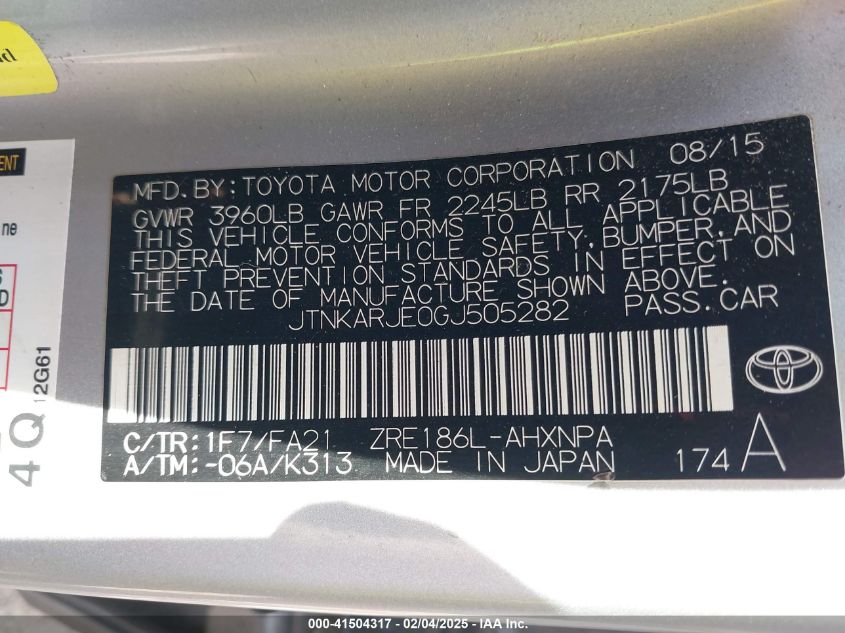 d
ENT
ne
S
D
4Q
12G61
MFD. BY: TOYOTA MOTOR CORPORATION 08/15
GVWR 3960LB GAWR FR 2245LB RR 2175LB
THIS VEHICLE CONFORMS TO ALL APPLICABLE
FEDERAL MOTOR VEHICLE SAFETY, BUMPER, AND
THEFT PREVENTION STANDARDS IN EFFECT ON
THE DATE OF MANUFACTURE SHOWN ABOVE.
JTNKARJE0GJ505282 PASS. CAR
C/TR: 1F7/FA21 ZRE186L-AHXNPA
A/TM: -06A/K313 MADE IN JAPAN 174 A
000-41504317 - 02/04/2025 - IAA Inc.